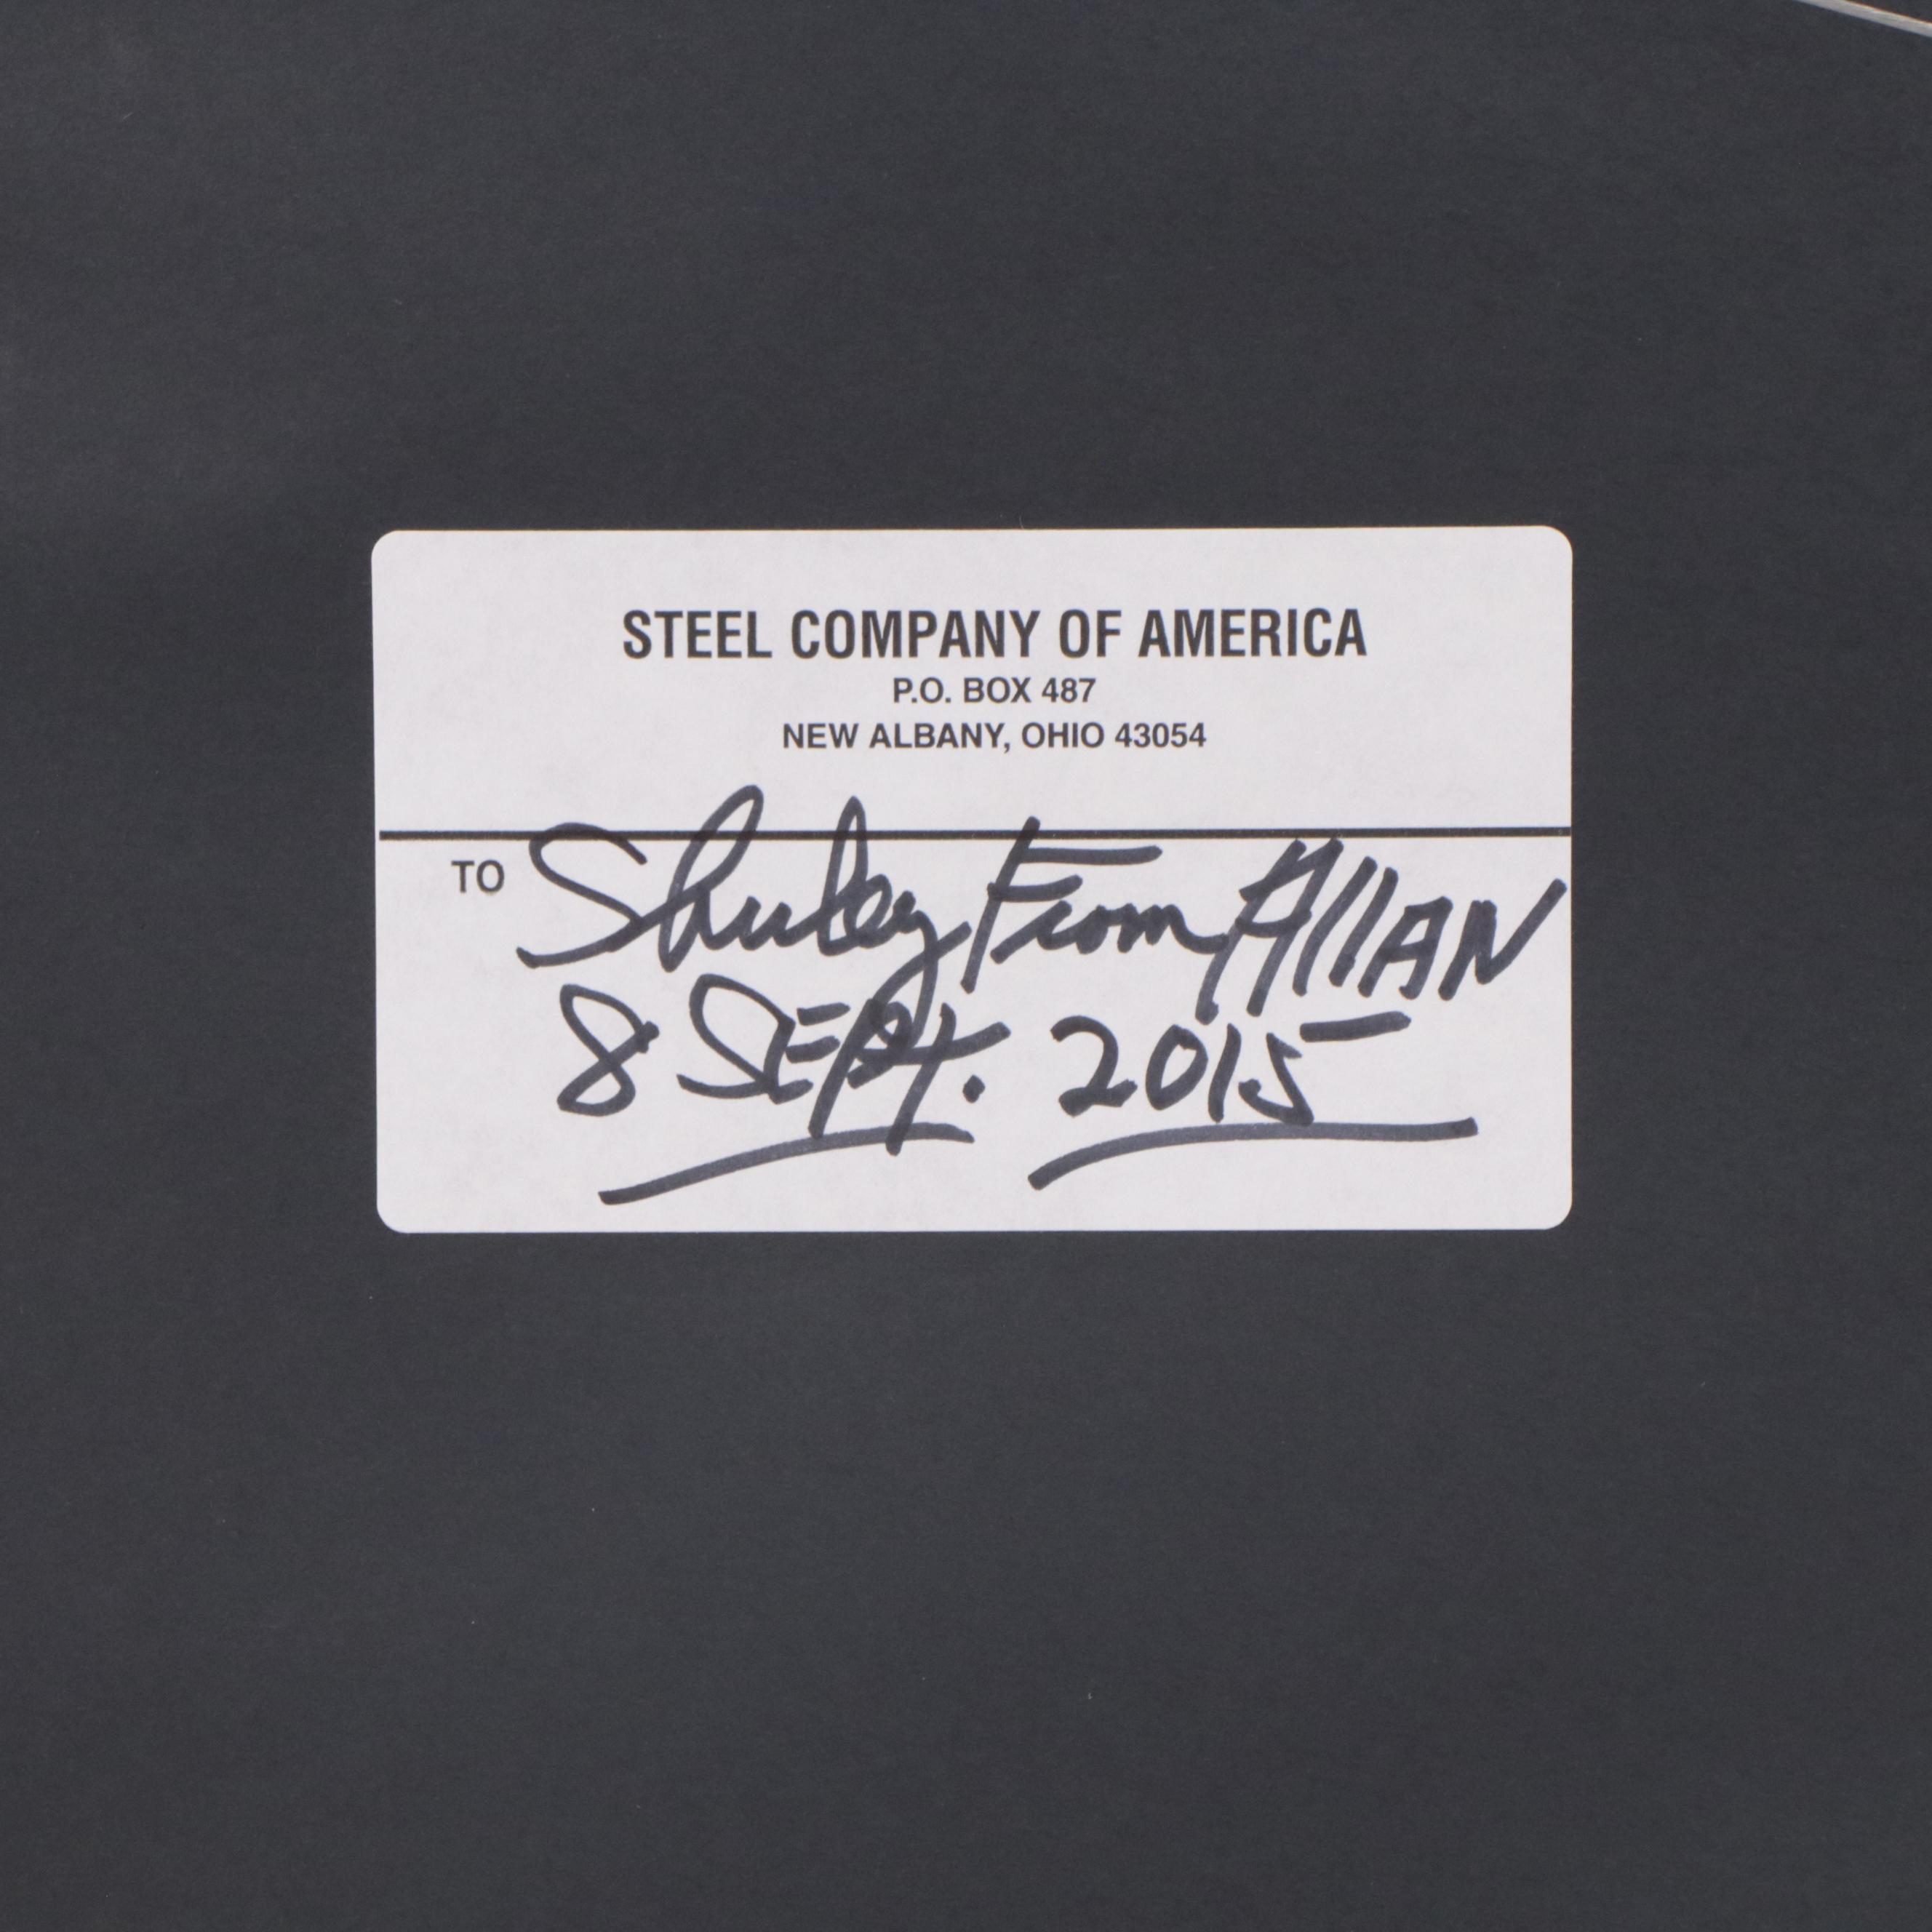 STEEL COMPANY OF AMERICA
P.O. BOX 487
NEW ALBANY, OHIO 43054
TO Shirley From Allan
8 SEPt. 2015